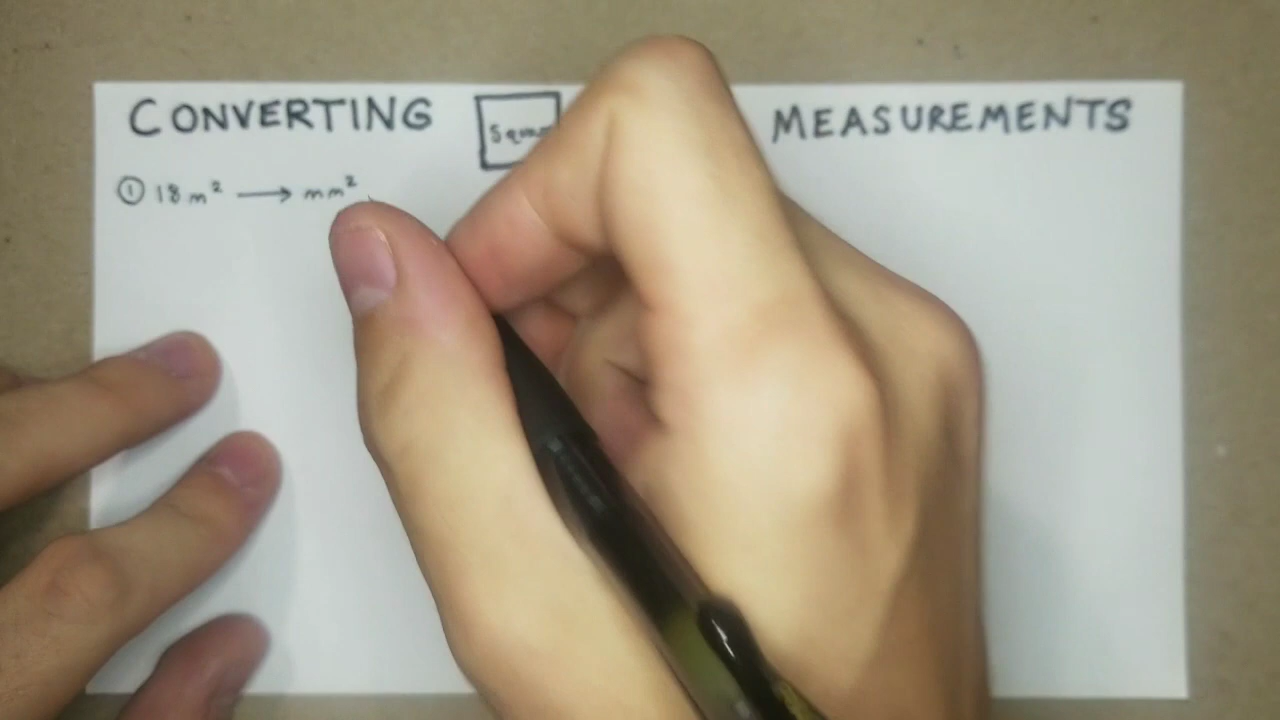 CONVERTING MEASUREMENTS
① 18 m² ⟶ mm²